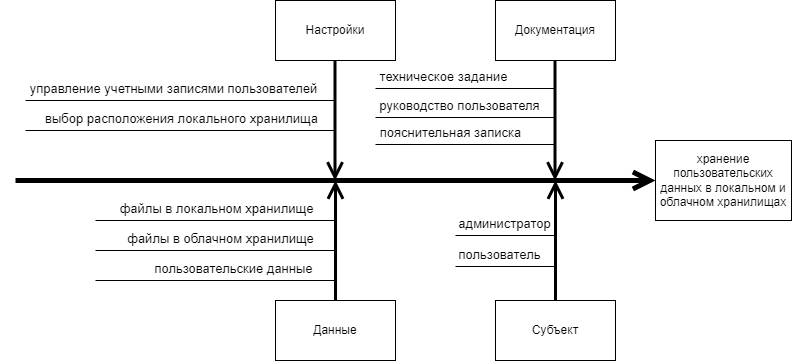 Настройки
Документация
управление учетными записями пользователей
выбор расположения локального хранилища
техническое задание
руководство пользователя
пояснительная записка
хранение
пользовательских
данных в локальном и
облачном хранилищах
файлы в локальном хранилище
файлы в облачном хранилище
пользовательские данные
администратор
пользователь
Данные
Субъект